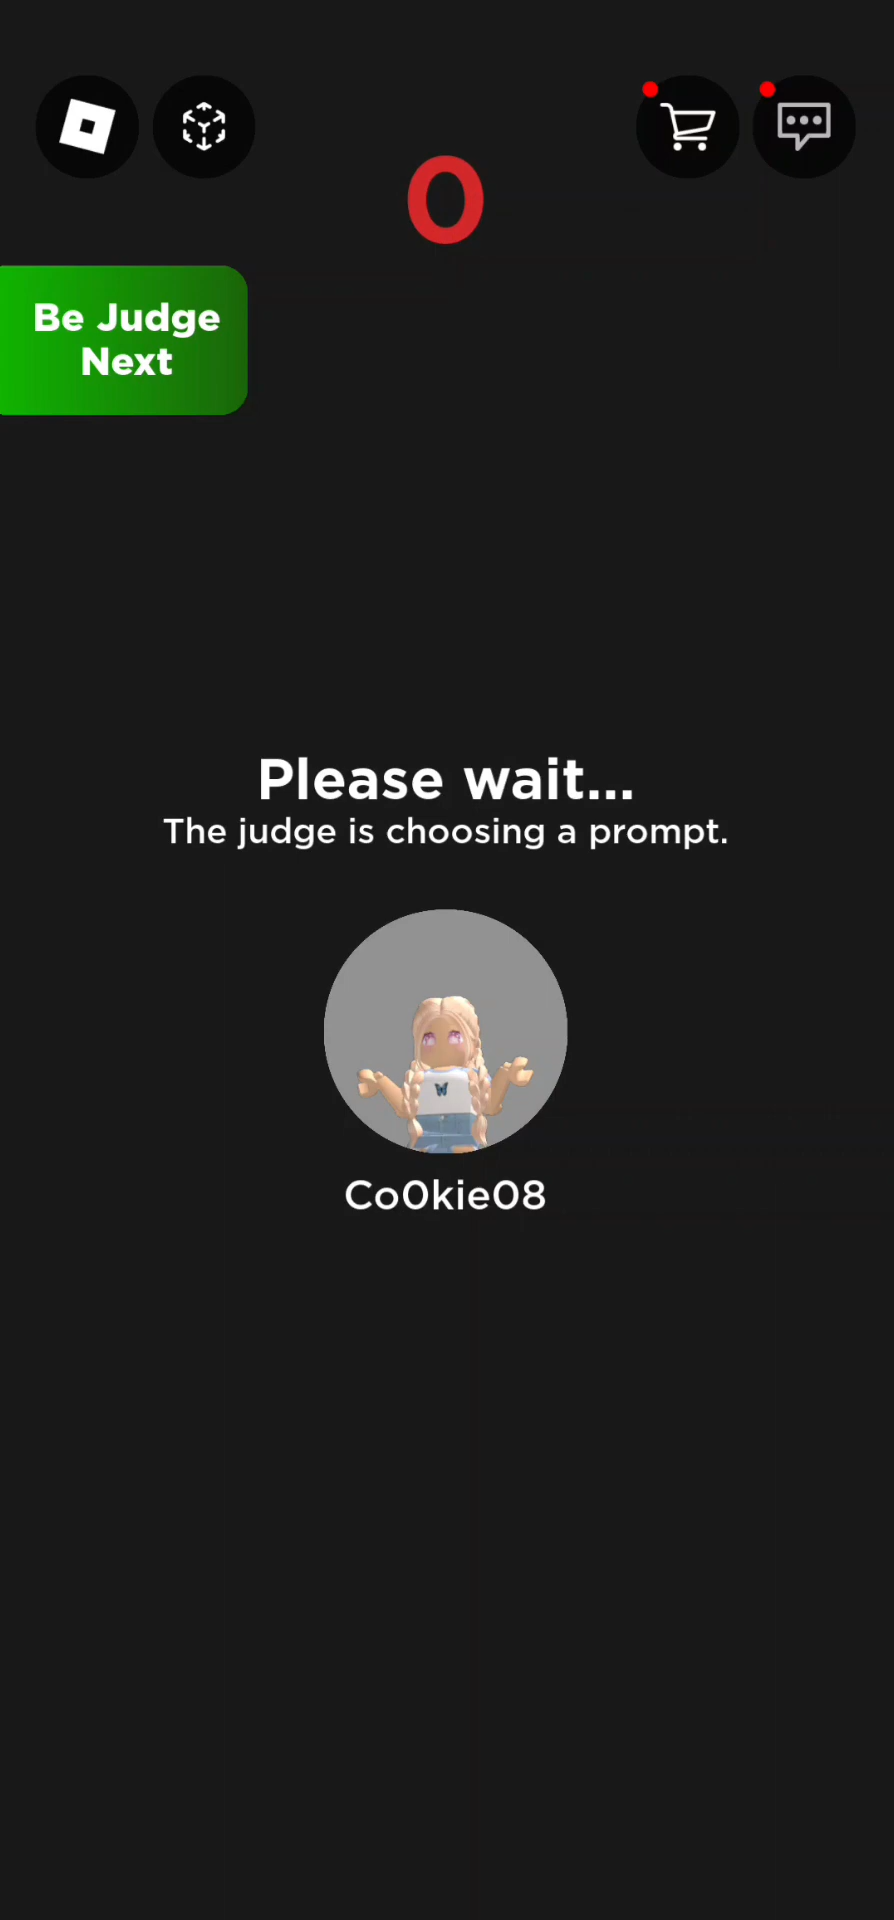 0
Be Judge
Next
Please wait...
The judge is choosing a prompt.
Co0kie08